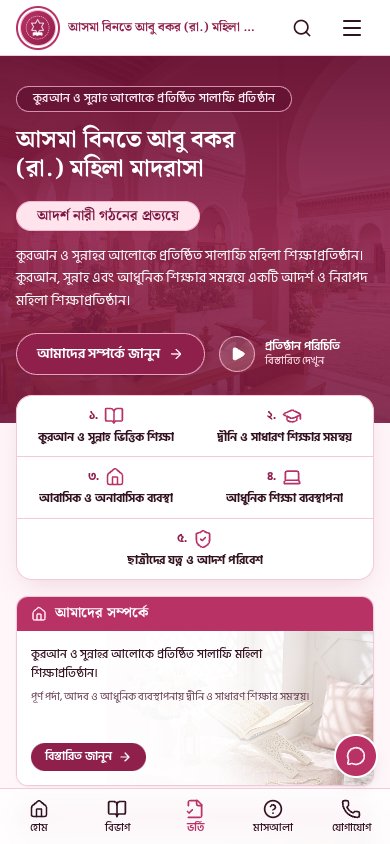 আসমা বিনতে আবু বকর (রা.) মহিলা ...
কুরআন ও সুন্নাহ আলোকে প্রতিষ্ঠিত সালাফি প্রতিষ্ঠান
আসমা বিনতে আবু বকর
(রা.) মহিলা মাদরাসা
আদর্শ নারী গঠনের প্রত্যয়ে
কুরআন ও সুন্নাহর আলোকে প্রতিষ্ঠিত সালাফি মহিলা শিক্ষাপ্রতিষ্ঠান।
কুরআন, সুন্নাহ এবং আধুনিক শিক্ষার সমন্বয়ে একটি আদর্শ ও নিরাপদ
মহিলা শিক্ষাপ্রতিষ্ঠান।
আমাদের সম্পর্কে জানুন
প্রতিষ্ঠান পরিচিতি
বিস্তারিত দেখুন
১.
কুরআন ও সুন্নাহ ভিত্তিক শিক্ষা
২.
দ্বীনি ও সাধারণ শিক্ষার সমন্বয়
৩.
আবাসিক ও অনাবাসিক ব্যবস্থা
৪.
আধুনিক শিক্ষা ব্যবস্থাপনা
৫.
ছাত্রীদের যত্ন ও আদর্শ পরিবেশ
আমাদের সম্পর্কে
কুরআন ও সুন্নাহর আলোকে প্রতিষ্ঠিত সালাফি মহিলা
শিক্ষাপ্রতিষ্ঠান।
পূর্ণ পর্দা, আদব ও আধুনিক ব্যবস্থাপনায় দ্বীনি ও সাধারণ শিক্ষার সমন্বয়।
বিস্তারিত জানুন
হোম
বিভাগ
ভর্তি
মাসআলা
যোগাযোগ